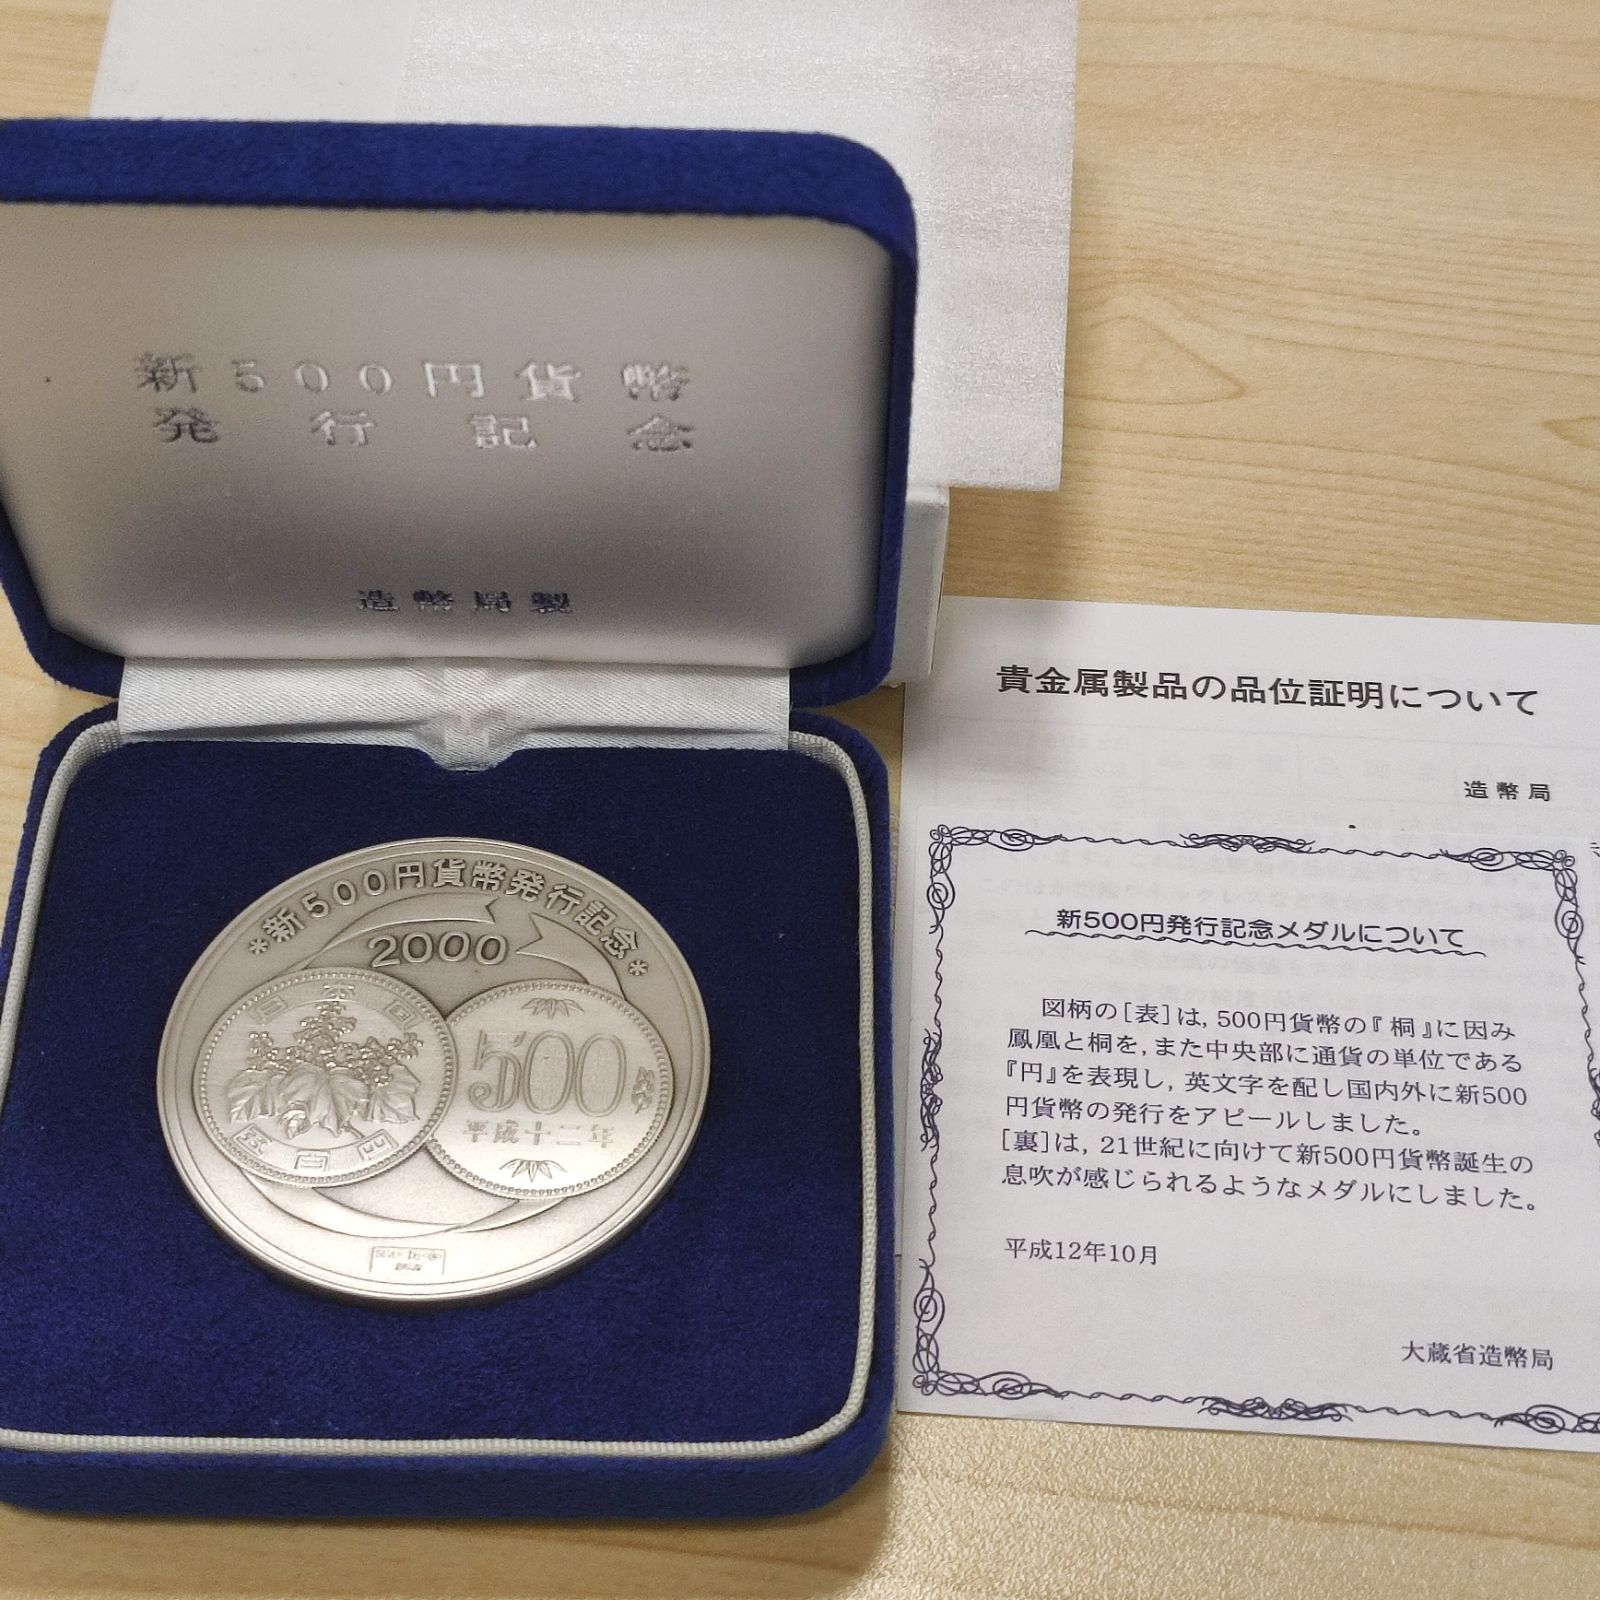 新500円貨幣
発行記念
造幣局製
*新500円貨幣発行記念*
2000
日本国
五百円
500
平成十二年
貴金属製品の品位証明について
造幣局
新500円発行記念メダルについて
図柄の[表]は,500円貨幣の『桐』に因み
鳳凰と桐を,また中央部に通貨の単位である
『円』を表現し,英文字を配し国内外に新500
円貨幣の発行をアピールしました。
[裏]は,21世紀に向けて新500円貨幣誕生の
息吹が感じられるようなメダルにしました。
平成12年10月
大蔵省造幣局